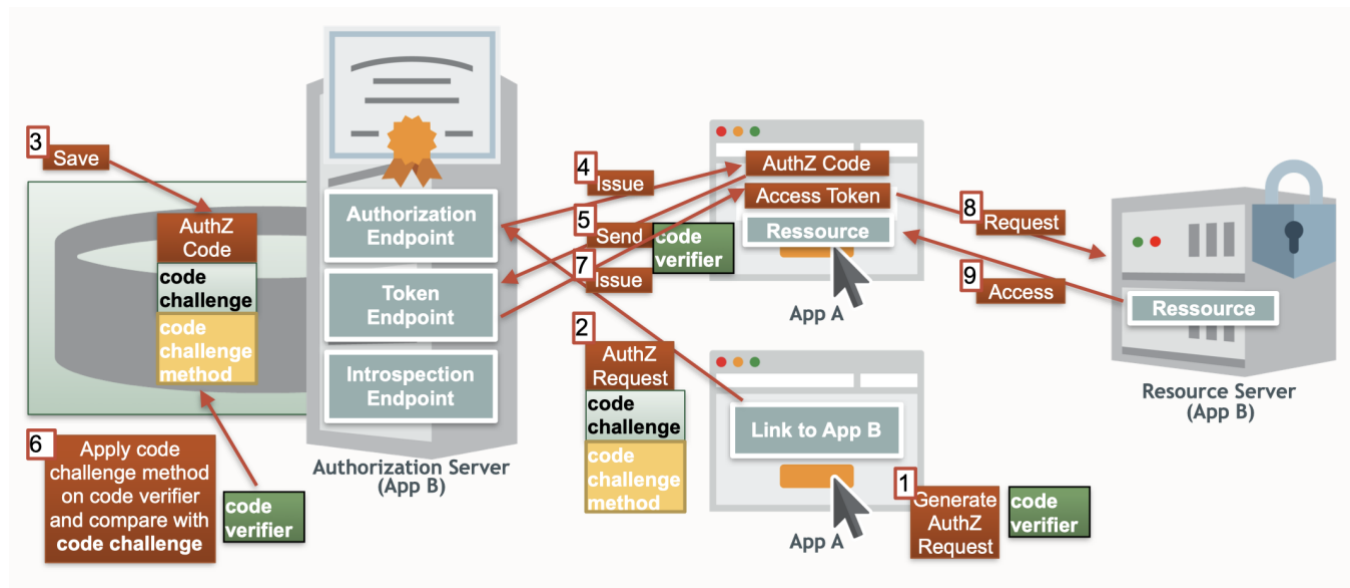 3
Save
AuthZ
Code
code
challenge
code
challenge
method
6
Apply code
challenge method
on code verifier
and compare with
code challenge
code
verifier
Authorization
Endpoint
Token
Endpoint
Introspection
Endpoint
Authorization Server
(App B)
4
Issue
5
Send
code
verifier
7
Issue
2
AuthZ
Request
code
challenge
code
challenge
method
AuthZ Code
Access Token
Ressource
App A
Link to App B
App A
1
Generate
AuthZ
Request
code
verifier
8
Request
9
Access
Ressource
Resource Server
(App B)